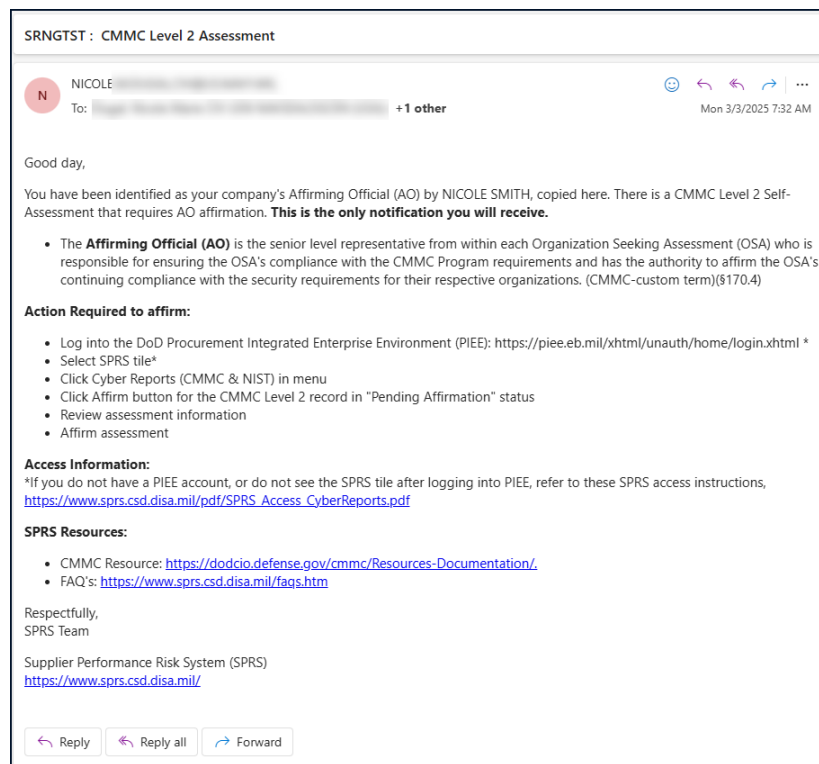 SRNGTST : CMMC Level 2 Assessment
N
NICOLE
To:
+1 other
Mon 3/3/2025 7:32 AM
Good day,
You have been identified as your company's Affirming Official (AO) by NICOLE SMITH, copied here. There is a CMMC Level 2 Self-
Assessment that requires AO affirmation. This is the only notification you will receive.
• The Affirming Official (AO) is the senior level representative from within each Organization Seeking Assessment (OSA) who is
responsible for ensuring the OSA's compliance with the CMMC Program requirements and has the authority to affirm the OSA's
continuing compliance with the security requirements for their respective organizations. (CMMC-custom term)(§170.4)
Action Required to affirm:
• Log into the DoD Procurement Integrated Enterprise Environment (PIEE): https://piee.eb.mil/xhtml/unauth/home/login.xhtml *
• Select SPRS tile*
• Click Cyber Reports (CMMC & NIST) in menu
• Click Affirm button for the CMMC Level 2 record in "Pending Affirmation" status
• Review assessment information
• Affirm assessment
Access Information:
*If you do not have a PIEE account, or do not see the SPRS tile after logging into PIEE, refer to these SPRS access instructions,
https://www.sprs.csd.disa.mil/pdf/SPRS_Access_CyberReports.pdf
SPRS Resources:
• CMMC Resource: https://dodcio.defense.gov/cmmc/Resources-Documentation/.
• FAQ's: https://www.sprs.csd.disa.mil/faqs.htm
Respectfully,
SPRS Team
Supplier Performance Risk System (SPRS)
https://www.sprs.csd.disa.mil/
Reply
Reply all
Forward